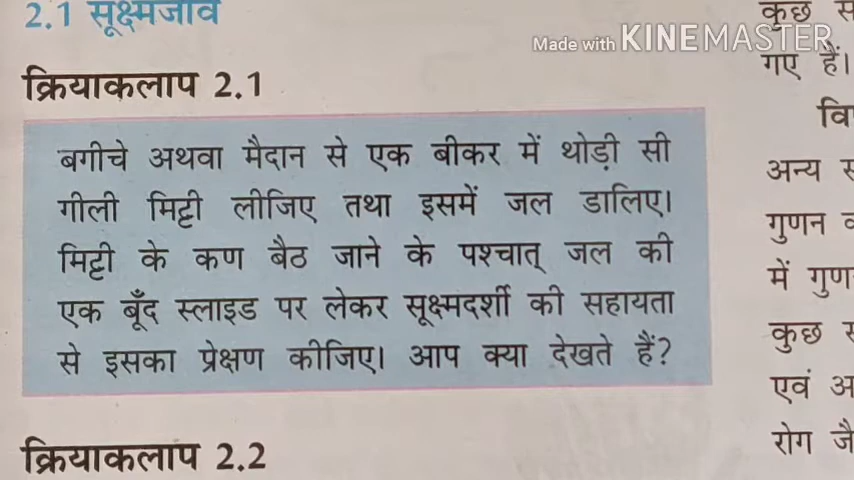 2.1 सूक्ष्मजीव
Made with KINEMASTER
क्रियाकलाप 2.1
बगीचे अथवा मैदान से एक बीकर में थोड़ी सी
गीली मिट्टी लीजिए तथा इसमें जल डालिए।
मिट्टी के कण बैठ जाने के पश्चात् जल की
एक बूँद स्लाइड पर लेकर सूक्ष्मदर्शी की सहायता
से इसका प्रेक्षण कीजिए। आप क्या देखते हैं?
क्रियाकलाप 2.2
कुछ
गए हैं।
अन्य
गुणन
में
कुछ
एवं
रोग